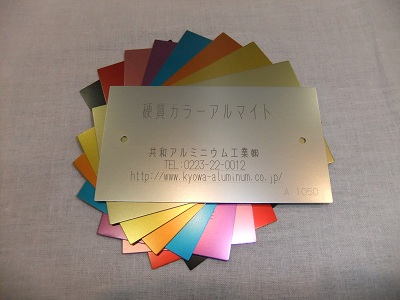 硬質カラーアルマイト
共和アルミニウム工業㈱
TEL:0223-22-0012
http://www.kyowa-aluminum.co.jp/
A 1050